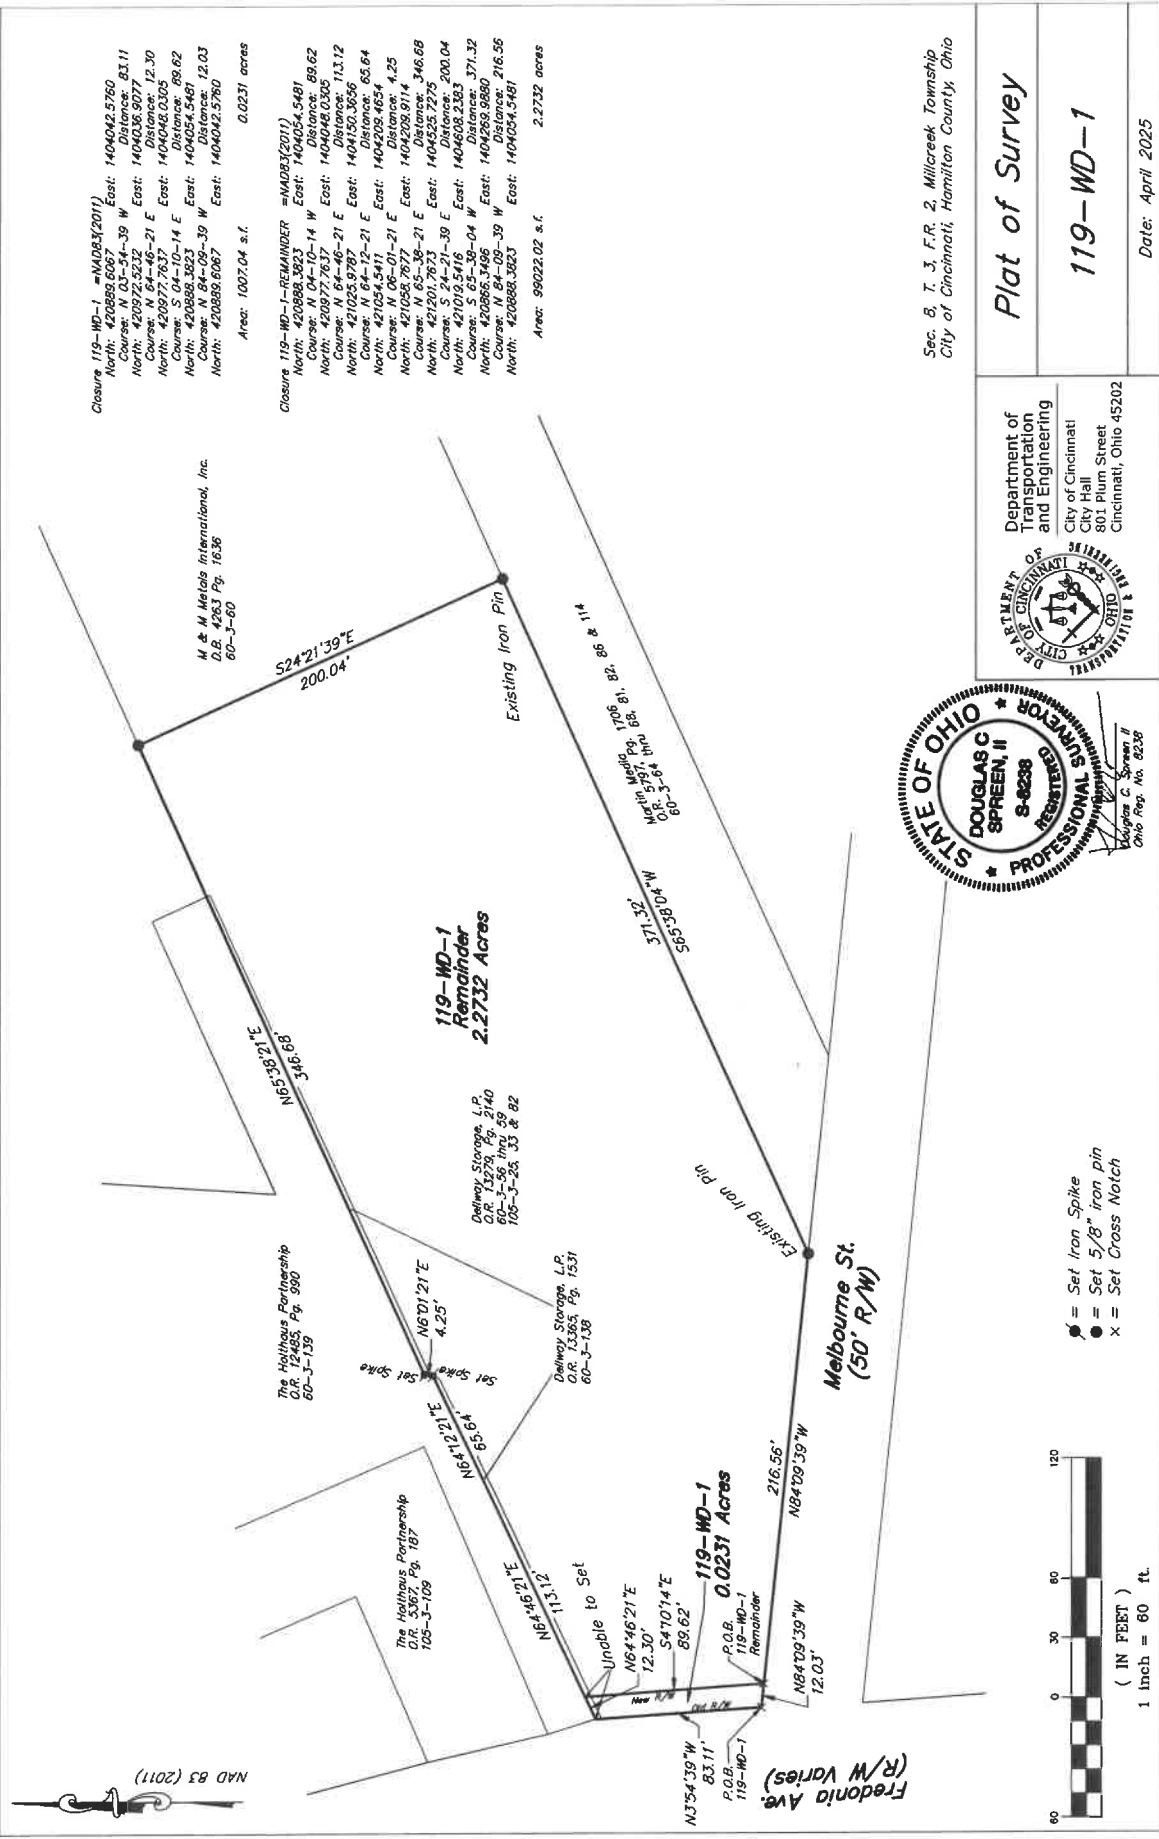 Closure 119-WD-1 =NAD83(2011)
North: 420889.6067 East: 1404042.5760
Course: N 03-54-39 W Distance: 83.11
North: 420972.5232 East: 1404036.9077
Course: N 64-46-21 E Distance: 12.30
North: 420977.7637 East: 1404048.0305
Course: S 04-10-14 E Distance: 89.62
North: 420888.3823 East: 1404054.5481
Course: N 84-09-39 W Distance: 12.03
North: 420889.6067 East: 1404042.5760
Area: 1007.04 s.f. 0.0231 acres
Closure 119-WD-1-REMAINDER =NAD83(2011)
North: 420888.3823 East: 1404054.5481
Course: N 04-10-14 W Distance: 89.62
North: 420977.7637 East: 1404048.0305
Course: N 64-46-21 E Distance: 113.12
North: 421025.9787 East: 1404150.3656
Course: N 64-12-21 E Distance: 65.64
North: 421054.5411 East: 1404209.4654
Course: N 06-01-21 E Distance: 4.25
North: 421058.7677 East: 1404209.9114
Course: N 65-38-21 E Distance: 346.68
North: 421201.7673 East: 1404525.7275
Course: S 24-21-39 E Distance: 200.04
North: 421019.5416 East: 1404608.2383
Course: S 65-38-04 W Distance: 371.32
North: 420866.3496 East: 1404269.9880
Course: N 84-09-39 W Distance: 216.56
North: 420888.3823 East: 1404054.5481
Area: 99022.02 s.f. 2.2732 acres
NAD 83 (2011)
M & M Metals International, Inc.
D.B. 4263 Pg. 1636
60-3-60
S24°21'39"E
200.04'
Existing Iron Pin
N65°38'21"E
346.68'
119-WD-1
Remainder
2.2732 Acres
Martin Media
O.R. 5797, Pg. 1706
60-3-64 thru 68, 81, 82, 86 & 114
371.32'
S65°38'04"W
The Holthaus Partnership
O.R. 12485, Pg. 990
60-3-139
Dellway Storage, L.P.
O.R. 13279, Pg. 2140
60-3-56 thru 59
105-3-25, 33 & 82
Set Spike
Set Spike
N6°01'21"E
4.25'
Dellway Storage, L.P.
O.R. 13365, Pg. 1531
60-3-138
N64°12'21"E
65.64'
The Holthaus Partnership
O.R. 5367, Pg. 187
105-3-109
N64°46'21"E
113.12'
Unable to Set
N64°46'21"E
12.30'
S4°10'14"E
89.62'
119-WD-1
0.0231 Acres
New R/W
Old R/W
P.O.B.
119-WD-1
Remainder
N3°54'39"W
83.11'
P.O.B.
119-WD-1
N84°09'39"W
12.03'
216.56'
N84°09'39"W
Existing Iron Pin
Melbourne St.
(50' R/W)
Fredonia Ave.
(R/W Varies)
= Set Iron Spike
= Set 5/8" iron pin
x = Set Cross Notch
60 0 30 60 120
( IN FEET )
1 inch = 60 ft.
STATE OF OHIO
DOUGLAS C
SPREEN, II
S-8238
REGISTERED
PROFESSIONAL SURVEYOR
Douglas C. Spreen II
Ohio Reg. No. 8238
DEPARTMENT OF
TRANSPORTATION & ENGINEERING
CITY OF CINCINNATI
OHIO
Department of
Transportation
and Engineering
City of Cincinnati
City Hall
801 Plum Street
Cincinnati, Ohio 45202
Sec. 8, T. 3, F.R. 2, Millcreek Township
City of Cincinnati, Hamilton County, Ohio
Plat of Survey
119-WD-1
Date: April 2025